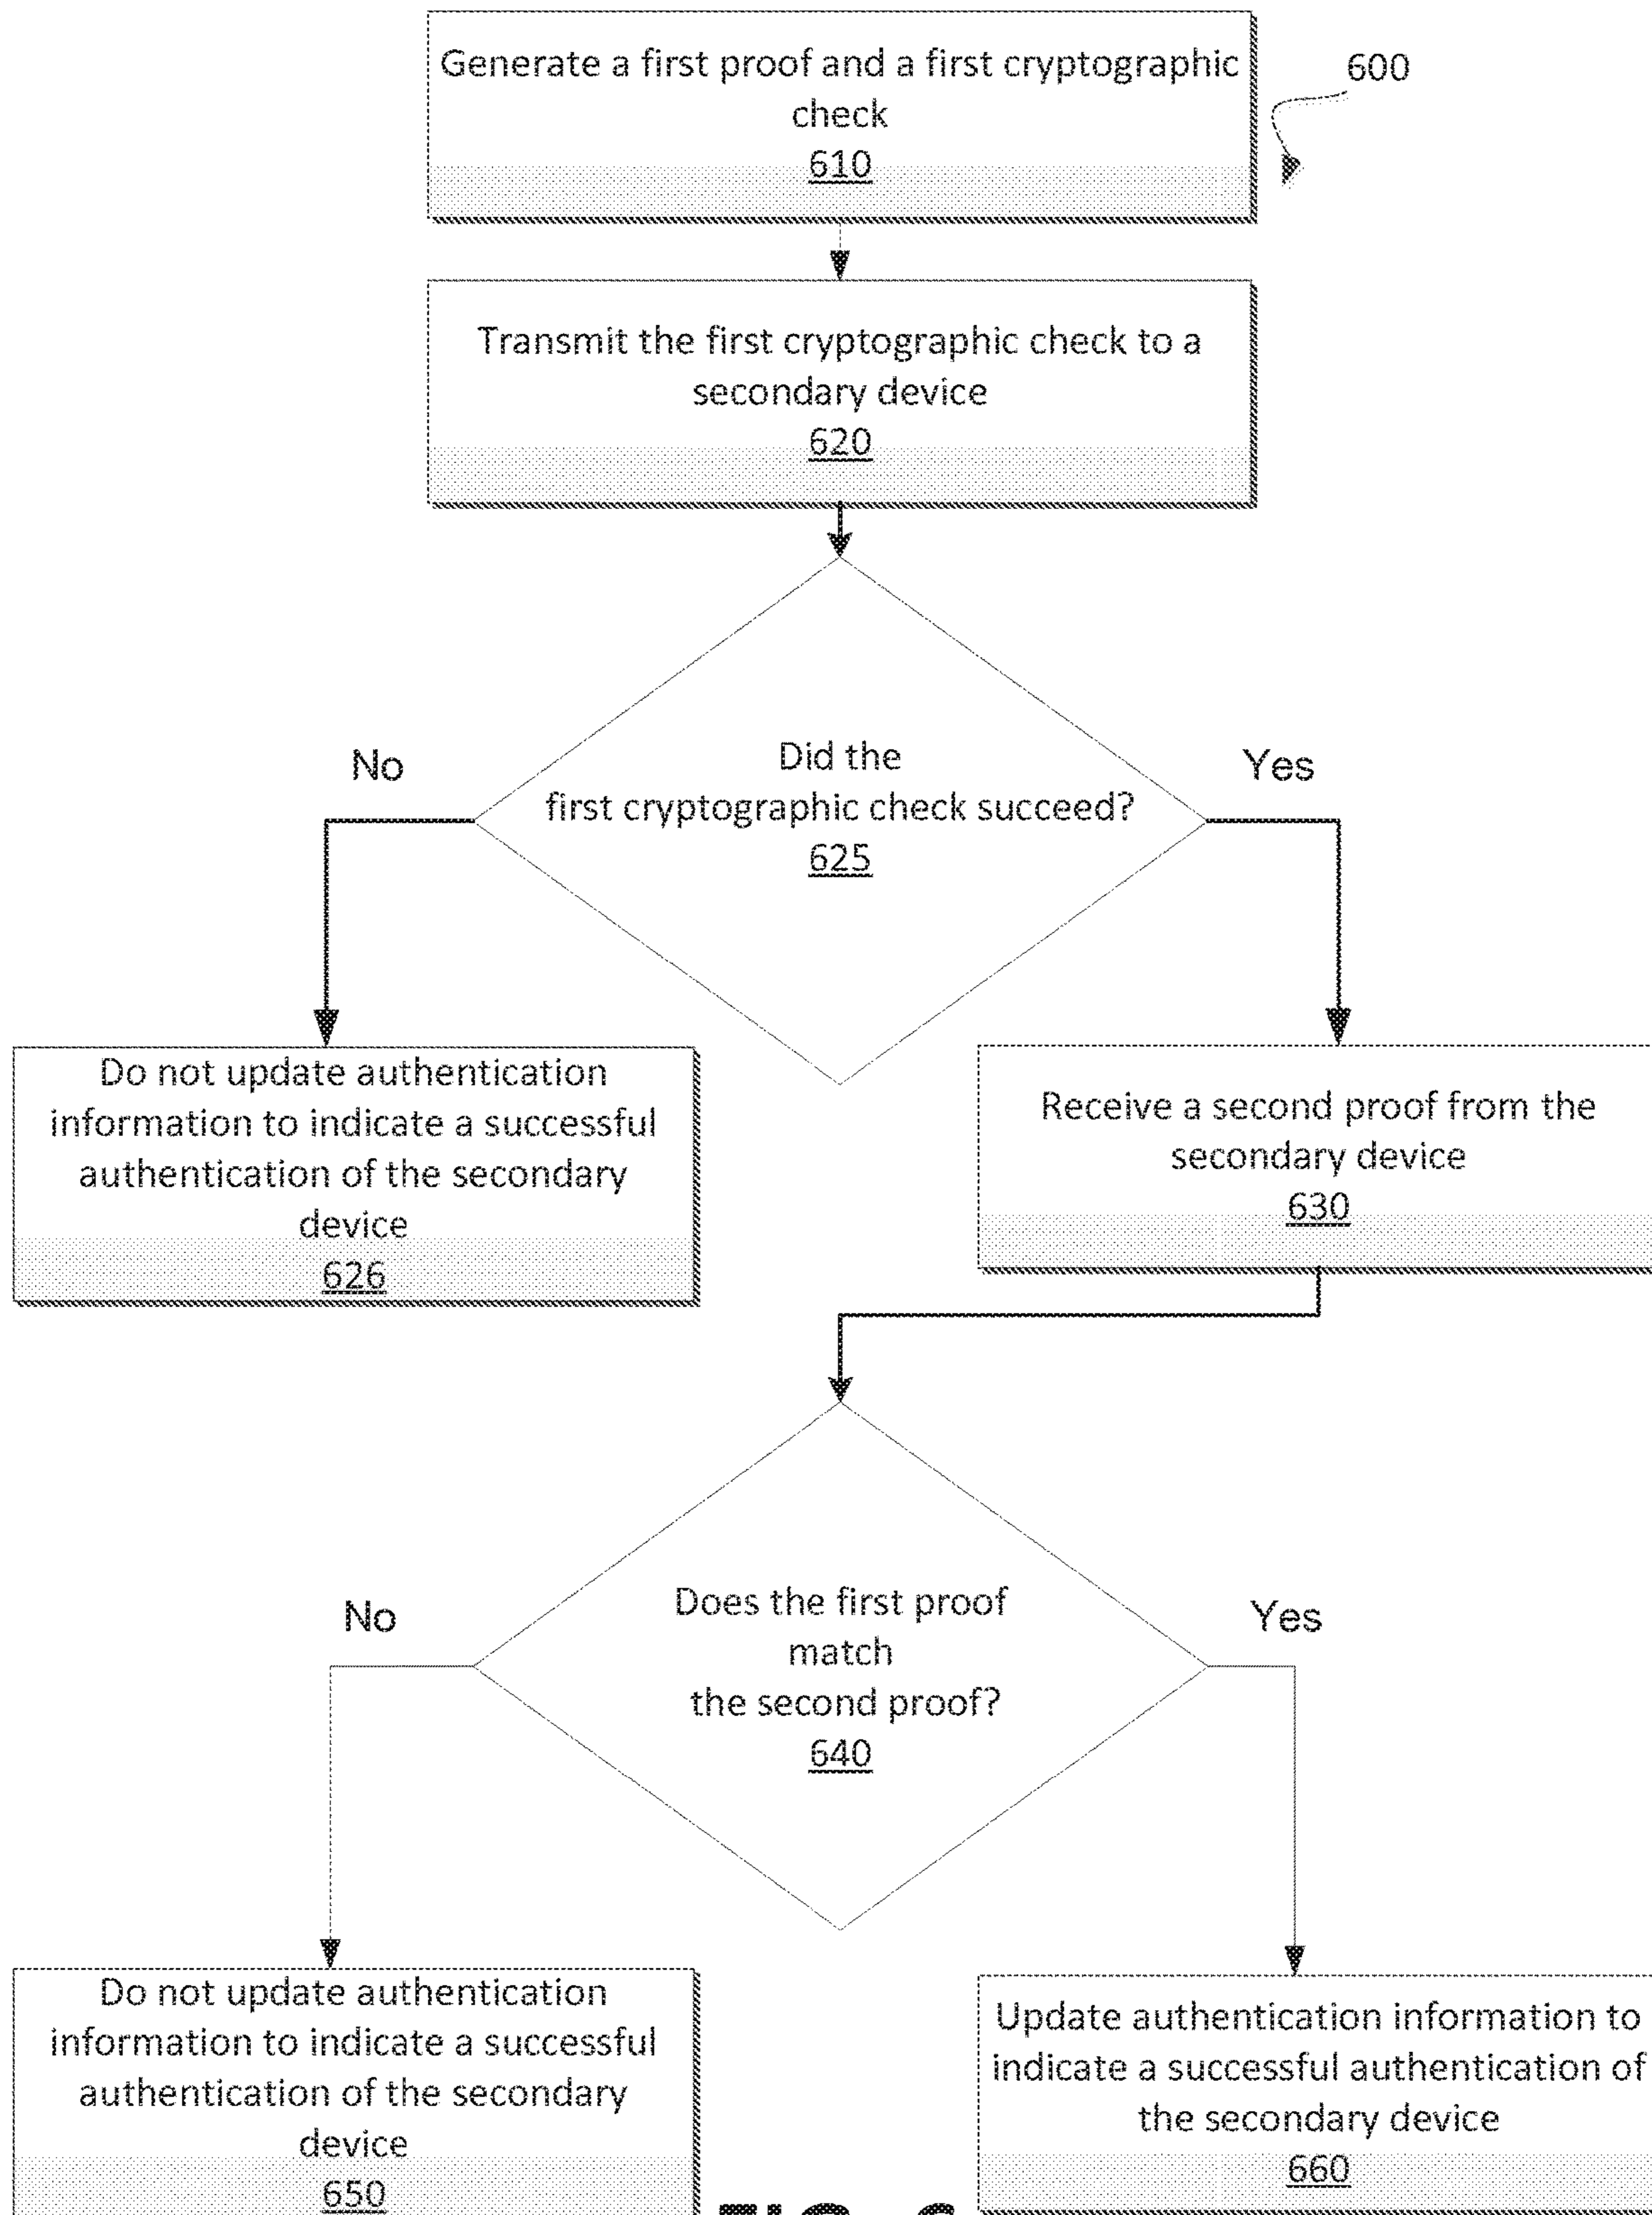 Generate a first proof and a first cryptographic
check
610
600
Transmit the first cryptographic check to a
secondary device
620
No
Yes
Did the
first cryptographic check succeed?
625
Do not update authentication
information to indicate a successful
authentication of the secondary
device
626
Receive a second proof from the
secondary device
630
No
Yes
Does the first proof
match
the second proof?
640
Do not update authentication
information to indicate a successful
authentication of the secondary
device
650
Update authentication information to
indicate a successful authentication of
the secondary device
660